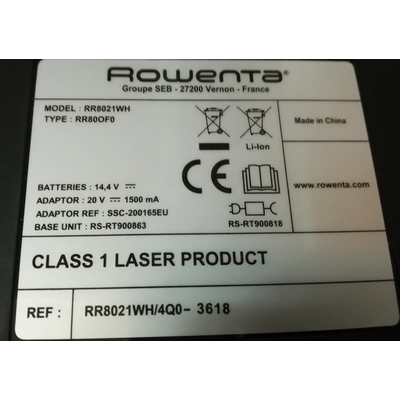 Rowenta®
Groupe SEB - 27200 Vernon - France
MODEL : RR8021WH
TYPE : RR80OF0
Made in China
Li-Ion
CE
BATTERIES : 14,4 V ⎓
ADAPTOR : 20 V ⎓ 1500 mA
ADAPTOR REF : SSC-200165EU
BASE UNIT : RS-RT900863
RS-RT900818
www.rowenta.com
CLASS 1 LASER PRODUCT
REF : RR8021WH/4Q0- 3618